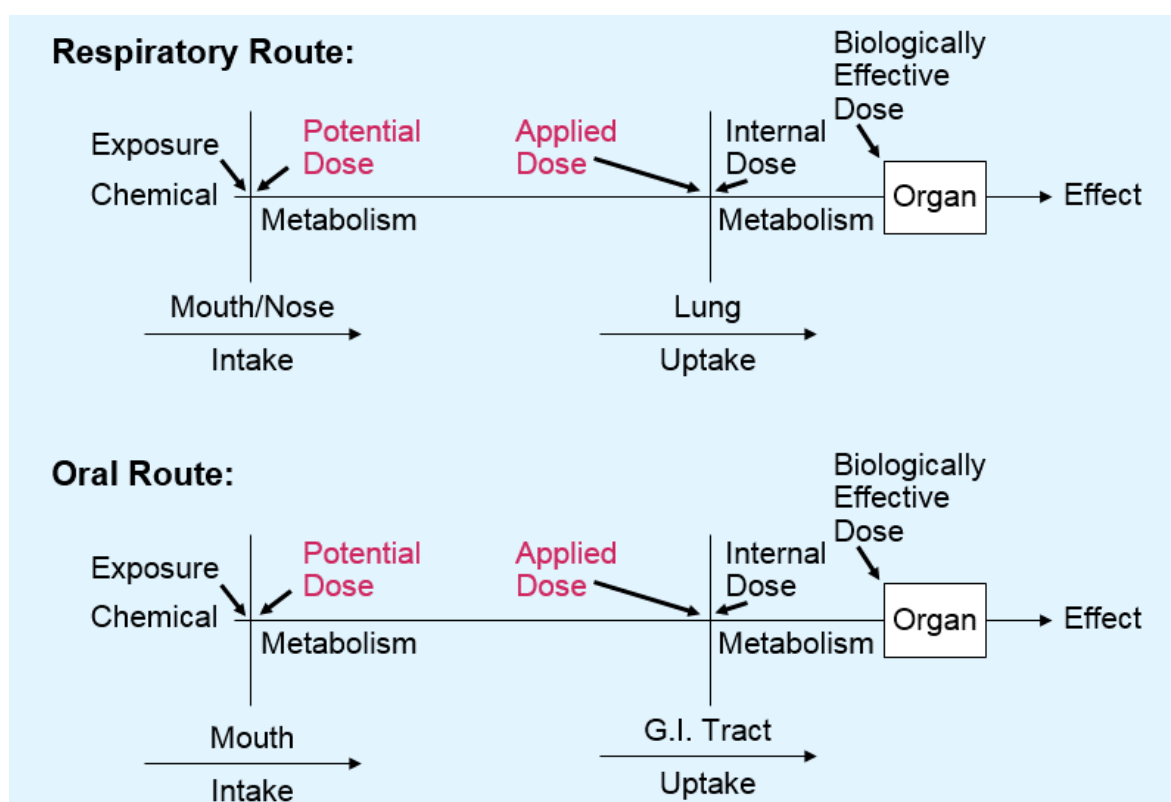 Respiratory Route:
Biologically
Effective
Dose
Exposure
Potential
Dose
Applied
Dose
Internal
Dose
Chemical
Metabolism
Metabolism
Organ
Effect
Mouth/Nose
Intake
Lung
Uptake
Oral Route:
Biologically
Effective
Dose
Exposure
Potential
Dose
Applied
Dose
Internal
Dose
Chemical
Metabolism
Metabolism
Organ
Effect
Mouth
Intake
G.I. Tract
Uptake